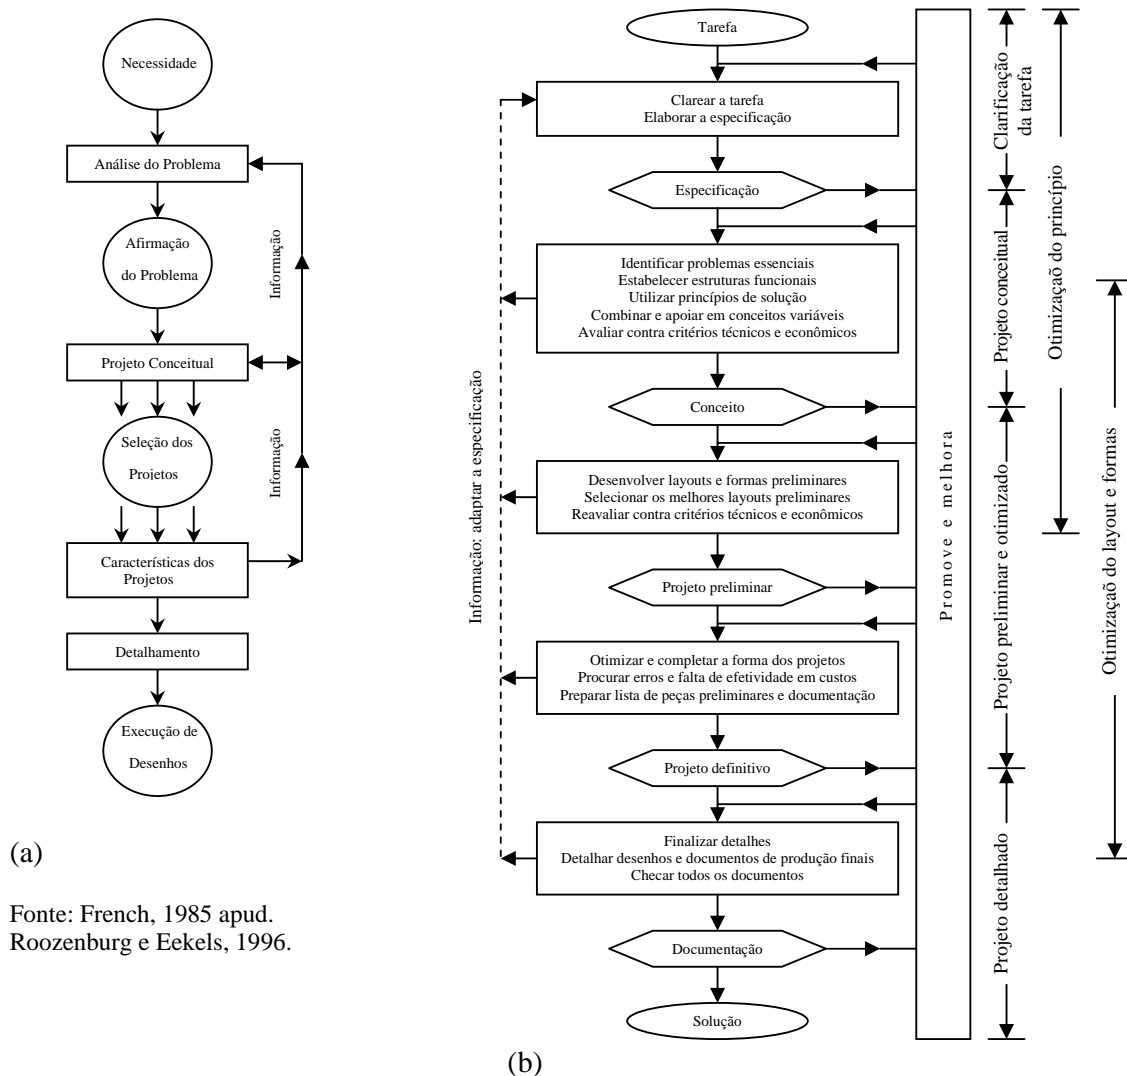 Necessidade
Análise do Problema
Afirmação
do Problema
Informação
Projeto Conceitual
Seleção dos
Projetos
Informação
Características dos
Projetos
Detalhamento
Execução de
Desenhos
(a)
Fonte: French, 1985 apud.
Roozenburg e Eekels, 1996.
Tarefa
Clarear a tarefa
Elaborar a especificação
Especificação
Identificar problemas essenciais
Estabelecer estruturas funcionais
Utilizar princípios de solução
Combinar e apoiar em conceitos variáveis
Avaliar contra critérios técnicos e econômicos
Conceito
Desenvolver layouts e formas preliminares
Selecionar os melhores layouts preliminares
Reavaliar contra critérios técnicos e econômicos
Projeto preliminar
Otimizar e completar a forma dos projetos
Procurar erros e falta de efetividade em custos
Preparar lista de peças preliminares e documentação
Projeto definitivo
Finalizar detalhes
Detalhar desenhos e documentos de produção finais
Checar todos os documentos
Documentação
Solução
Informação: adaptar a especificação
Promove e melhora
Clarificação
da tarefa
Projeto conceitual
Projeto preliminar e otimizado
Projeto detalhado
Otimização do princípio
Otimização do layout e formas
(b)